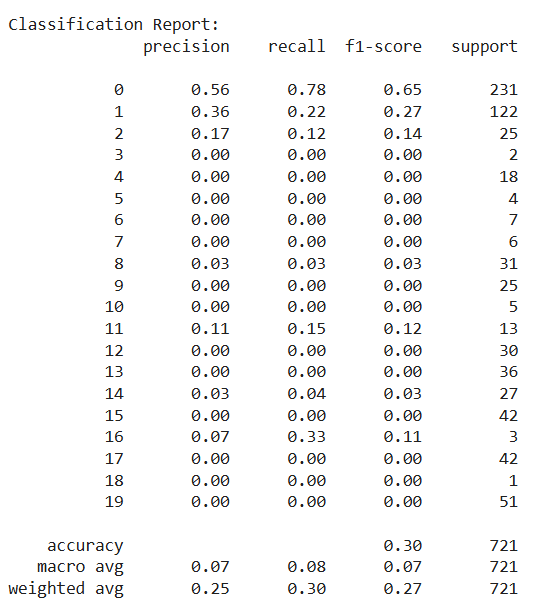 Classification Report:
precision recall f1-score support
0 0.56 0.78 0.65 231
1 0.36 0.22 0.27 122
2 0.17 0.12 0.14 25
3 0.00 0.00 0.00 2
4 0.00 0.00 0.00 18
5 0.00 0.00 0.00 4
6 0.00 0.00 0.00 7
7 0.00 0.00 0.00 6
8 0.03 0.03 0.03 31
9 0.00 0.00 0.00 25
10 0.00 0.00 0.00 5
11 0.11 0.15 0.12 13
12 0.00 0.00 0.00 30
13 0.00 0.00 0.00 36
14 0.03 0.04 0.03 27
15 0.00 0.00 0.00 42
16 0.07 0.33 0.11 3
17 0.00 0.00 0.00 42
18 0.00 0.00 0.00 1
19 0.00 0.00 0.00 51
accuracy 0.30 721
macro avg 0.07 0.08 0.07 721
weighted avg 0.25 0.30 0.27 721